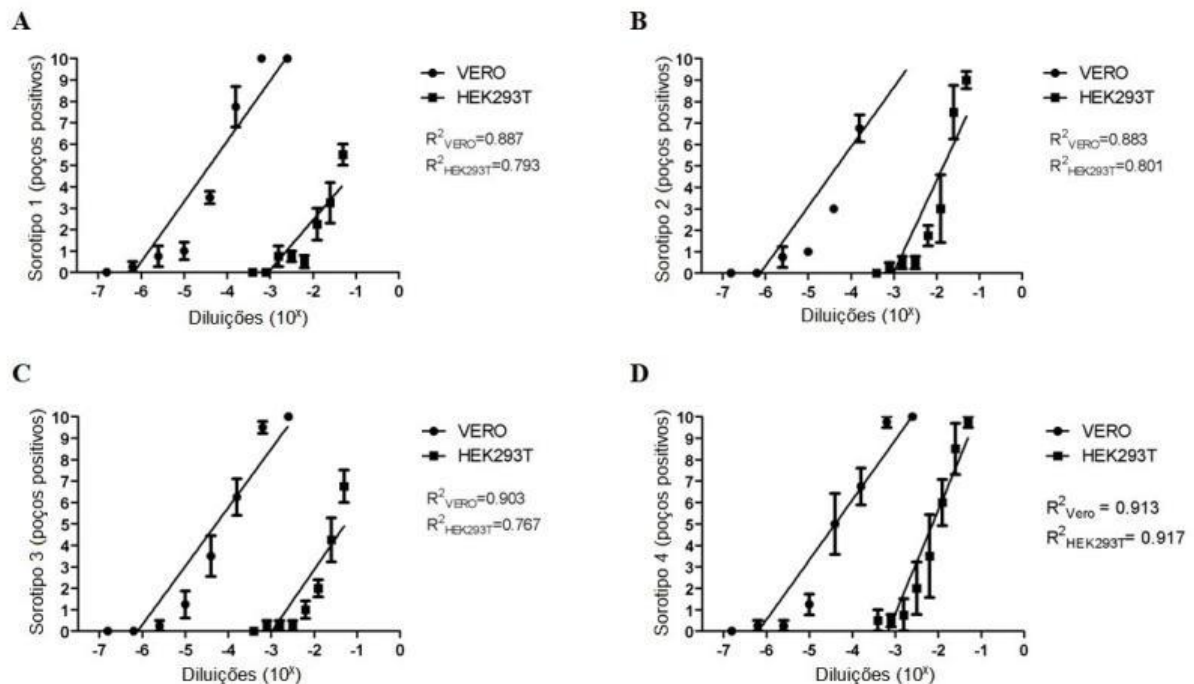 A
Sorotipo 1 (poços positivos)
10
9
8
7
6
5
4
3
2
1
0
-7 -6 -5 -4 -3 -2 -1 0
Diluições (10ˣ)
VERO
HEK293T
R²VERO=0.887
R²HEK293T=0.793
B
Sorotipo 2 (poços positivos)
10
9
8
7
6
5
4
3
2
1
0
-7 -6 -5 -4 -3 -2 -1 0
Diluições (10ˣ)
VERO
HEK293T
R²VERO=0.883
R²HEK293T=0.801
C
Sorotipo 3 (poços positivos)
10
9
8
7
6
5
4
3
2
1
0
-7 -6 -5 -4 -3 -2 -1 0
Diluições (10ˣ)
VERO
HEK293T
R²VERO=0.903
R²HEK293T=0.767
D
Sorotipo 4 (poços positivos)
10
9
8
7
6
5
4
3
2
1
0
-7 -6 -5 -4 -3 -2 -1 0
Diluições (10ˣ)
VERO
HEK293T
R²Vero = 0.913
R²HEK293T= 0.917